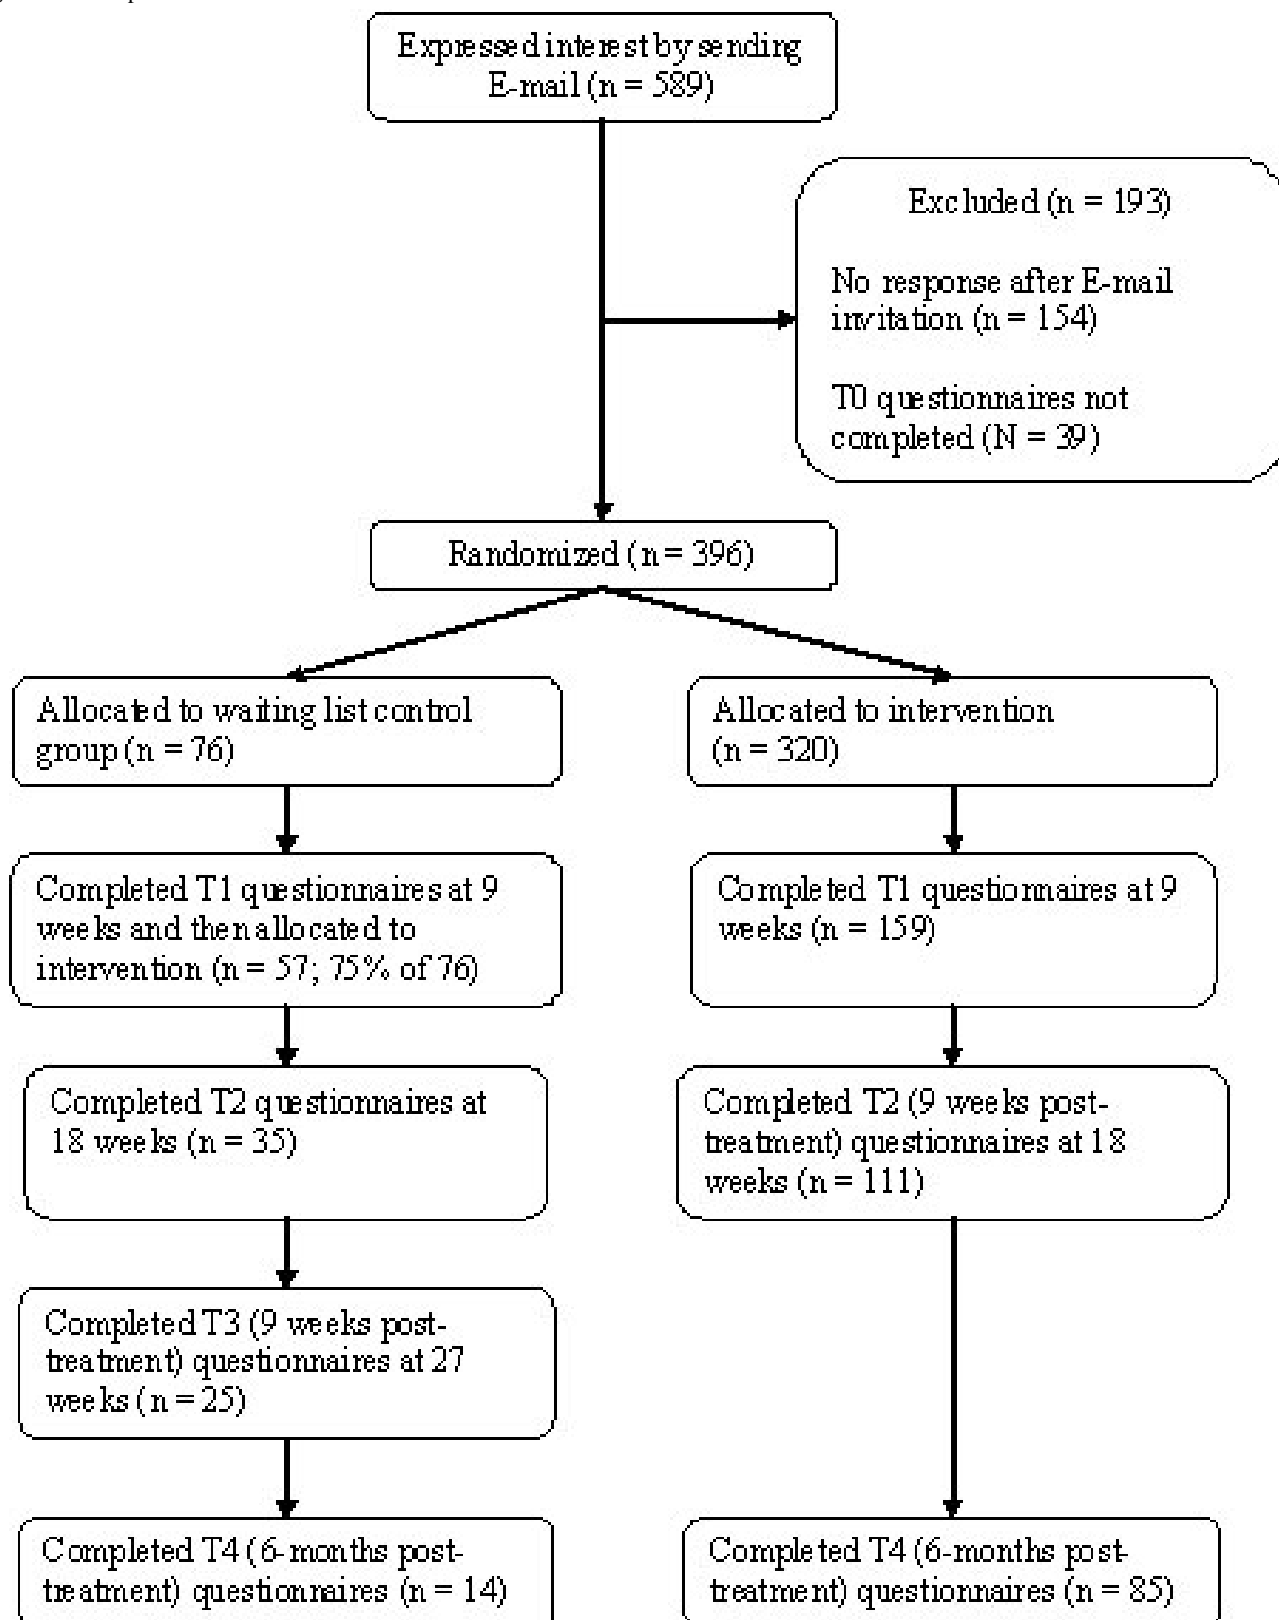 Expressed interest by sending
E-mail (n = 589)
Excluded (n = 193)
No response after E-mail
invitation (n = 154)
T0 questionnaires not
completed (N = 39)
Randomized (n = 396)
Allocated to waiting list control
group (n = 76)
Allocated to intervention
(n = 320)
Completed T1 questionnaires at 9
weeks and then allocated to
intervention (n = 57; 75% of 76)
Completed T1 questionnaires at 9
weeks (n = 159)
Completed T2 questionnaires at
18 weeks (n = 35)
Completed T2 (9 weeks post-
treatment) questionnaires at 18
weeks (n = 111)
Completed T3 (9 weeks post-
treatment) questionnaires at 27
weeks (n = 25)
Completed T4 (6-months post-
treatment) questionnaires (n = 14)
Completed T4 (6-months post-
treatment) questionnaires (n = 85)